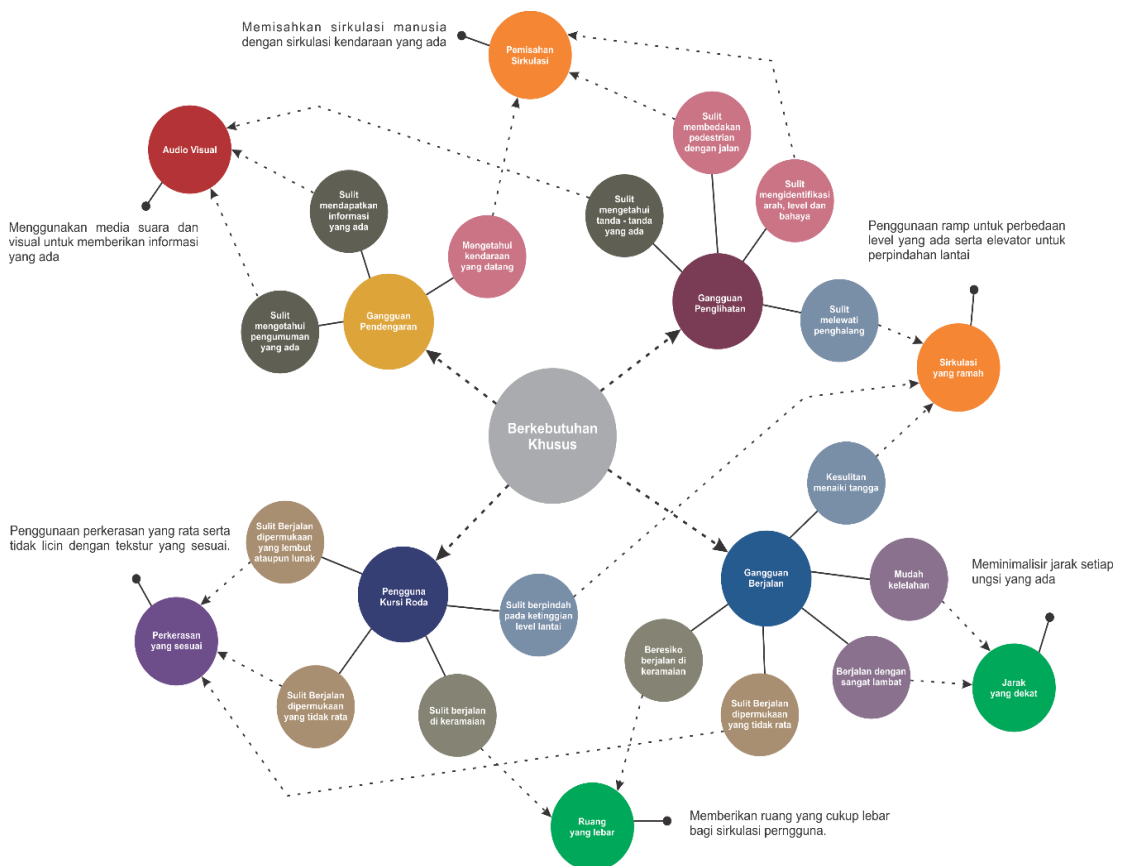 Memisahkan sirkulasi manusia
dengan sirkulasi kendaraan yang ada
Pemisahan
Sirkulasi
Audio Visual
Menggunakan media suara dan
visual untuk memberikan informasi
yang ada
Sulit
mendapatkan
informasi
yang ada
Mengetahul
kendaraan
yang datang
Sulit
mengetahui
pengumuman
yang ada
Gangguan
Pendengaran
Sulit
membedakan
pedestrian
dengan jalan
Sulit
mengetahui
tanda - tanda
yang ada
Sulit
mengidentifikasi
arah, level dan
bahaya
Gangguan
Penglihatan
Sulit
melewati
penghalang
Penggunaan ramp untuk perbedaan
level yang ada serta elevator untuk
perpindahan lantai
Sirkulasi
yang ramah
Berkebutuhan
Khusus
Kesulitan
menaiki tangga
Penggunaan perkerasan yang rata serta
tidak licin dengan tekstur yang sesuai.
Sulit Berjalan
dipermukaan
yang lembut
ataupun lunak
Pengguna
Kursi Roda
Sulit berpindah
pada ketinggian
level lantai
Perkerasan
yang sesuai
Sulit Berjalan
dipermukaan
yang tidak rata
Sulit berjalan
di keramaian
Gangguan
Berjalan
Mudah
kelelahan
Meminimalisir jarak setiap
ungsi yang ada
Beresiko
berjalan di
keramaian
Berjalan dengan
sangat lambat
Jarak
yang dekat
Sulit Berjalan
dipermukaan
yang tidak rata
Ruang
yang lebar
Memberikan ruang yang cukup lebar
bagi sirkulasi perngguna.